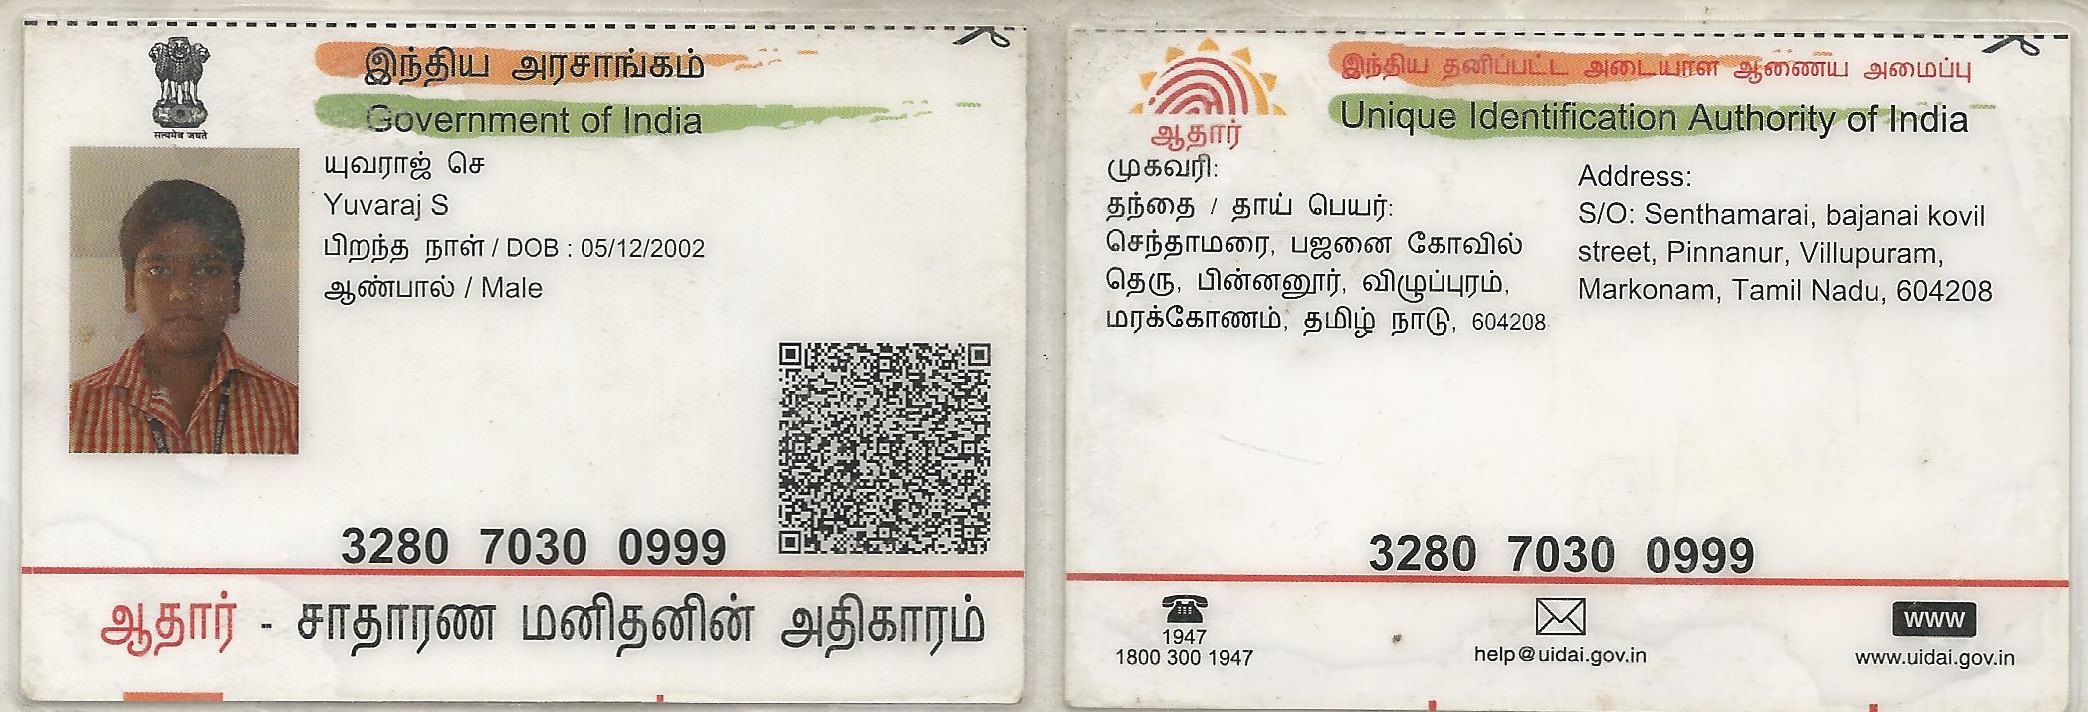 இந்திய அரசாங்கம்
Government of India
सत्यमेव जयते
யுவராஜ் செ
Yuvaraj S
பிறந்த நாள் / DOB : 05/12/2002
ஆண்பால் / Male
3280 7030 0999
ஆதார் - சாதாரண மனிதனின் அதிகாரம்
இந்திய தனிப்பட்ட அடையாள ஆணைய அமைப்பு
Unique Identification Authority of India
ஆதார்
முகவரி:
தந்தை / தாய் பெயர்:
செந்தாமரை, பஜனை கோவில்
தெரு, பின்னனூர், விழுப்புரம்,
மரக்கோணம், தமிழ் நாடு, 604208
Address:
S/O: Senthamarai, bajanai kovil
street, Pinnanur, Villupuram,
Markonam, Tamil Nadu, 604208
3280 7030 0999
1947
1800 300 1947
help@uidai.gov.in
www
www.uidai.gov.in